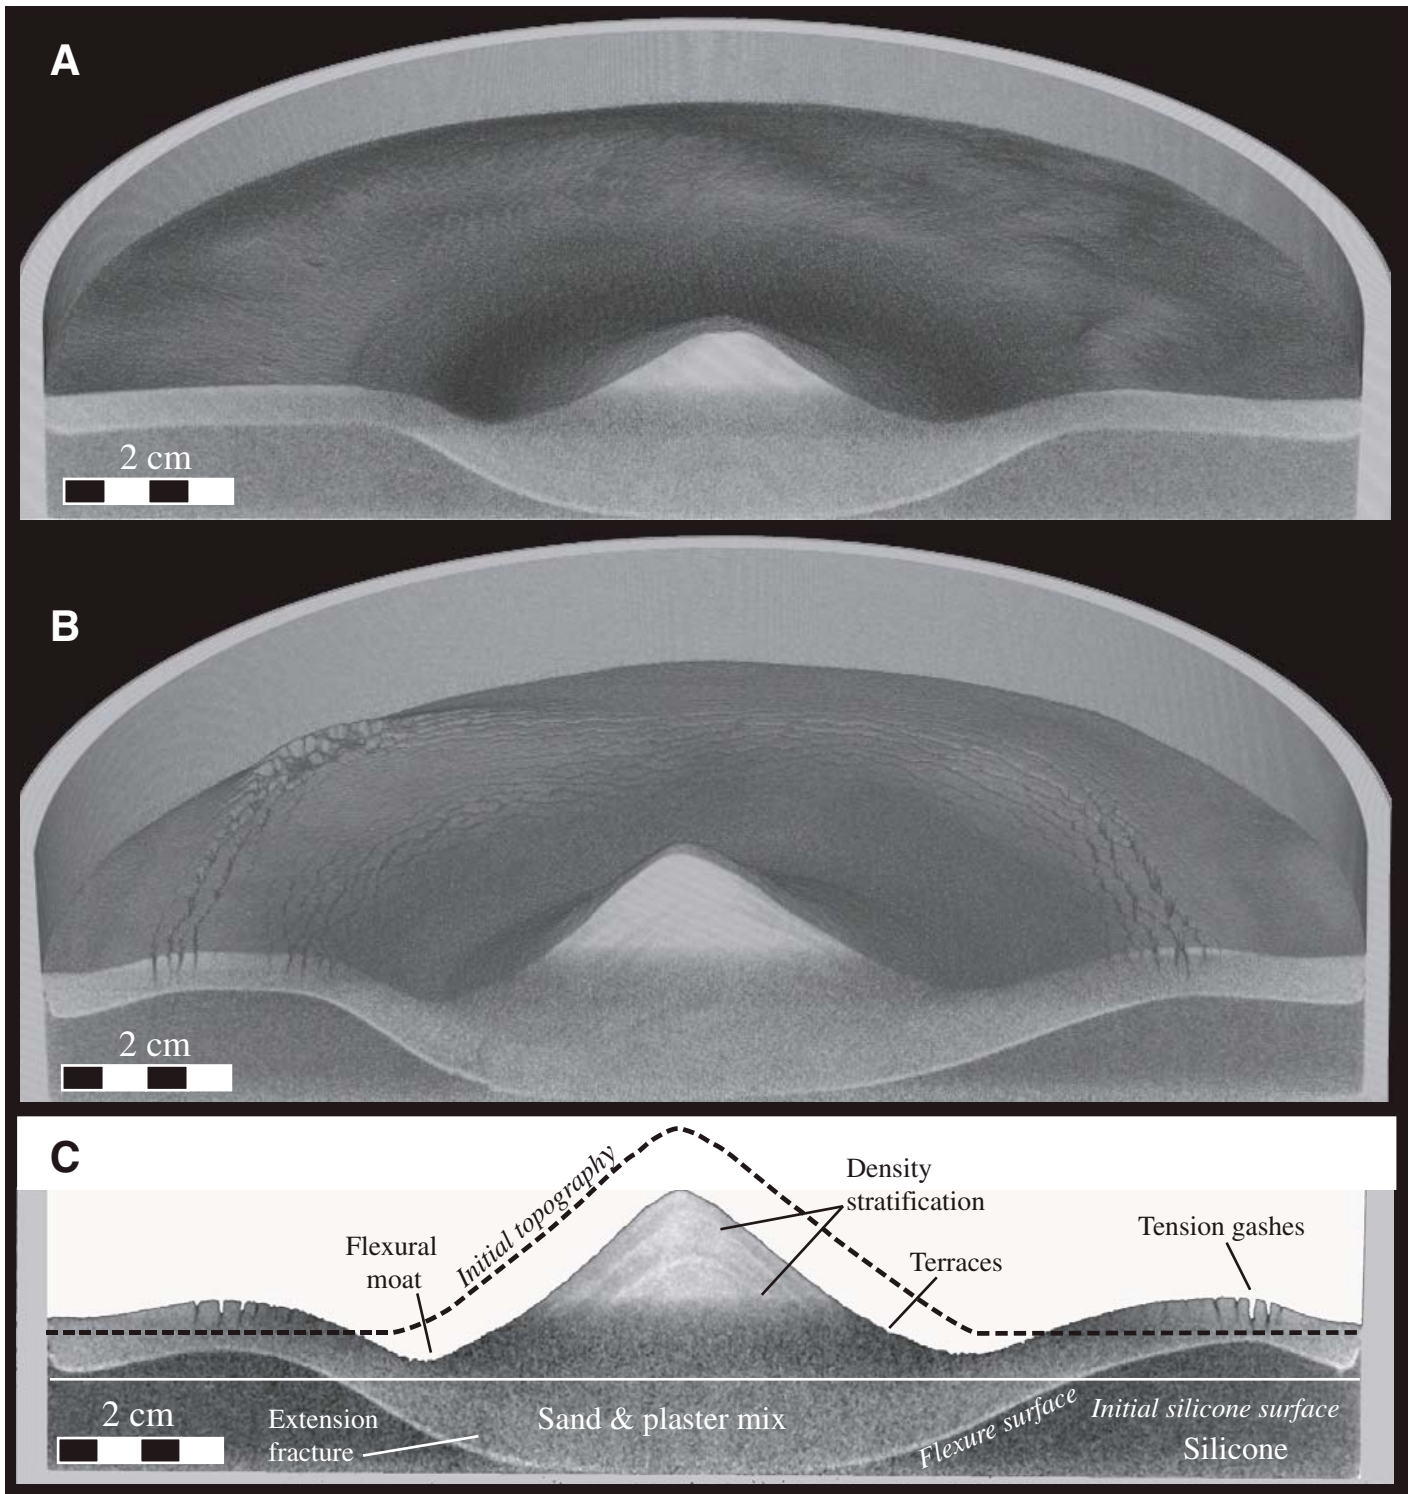 A
2 cm
B
2 cm
C
Initial topography
Density
stratification
Flexural
moat
Terraces
Tension gashes
2 cm
Extension
fracture
Sand & plaster mix
Flexure surface
Initial silicone surface
Silicone